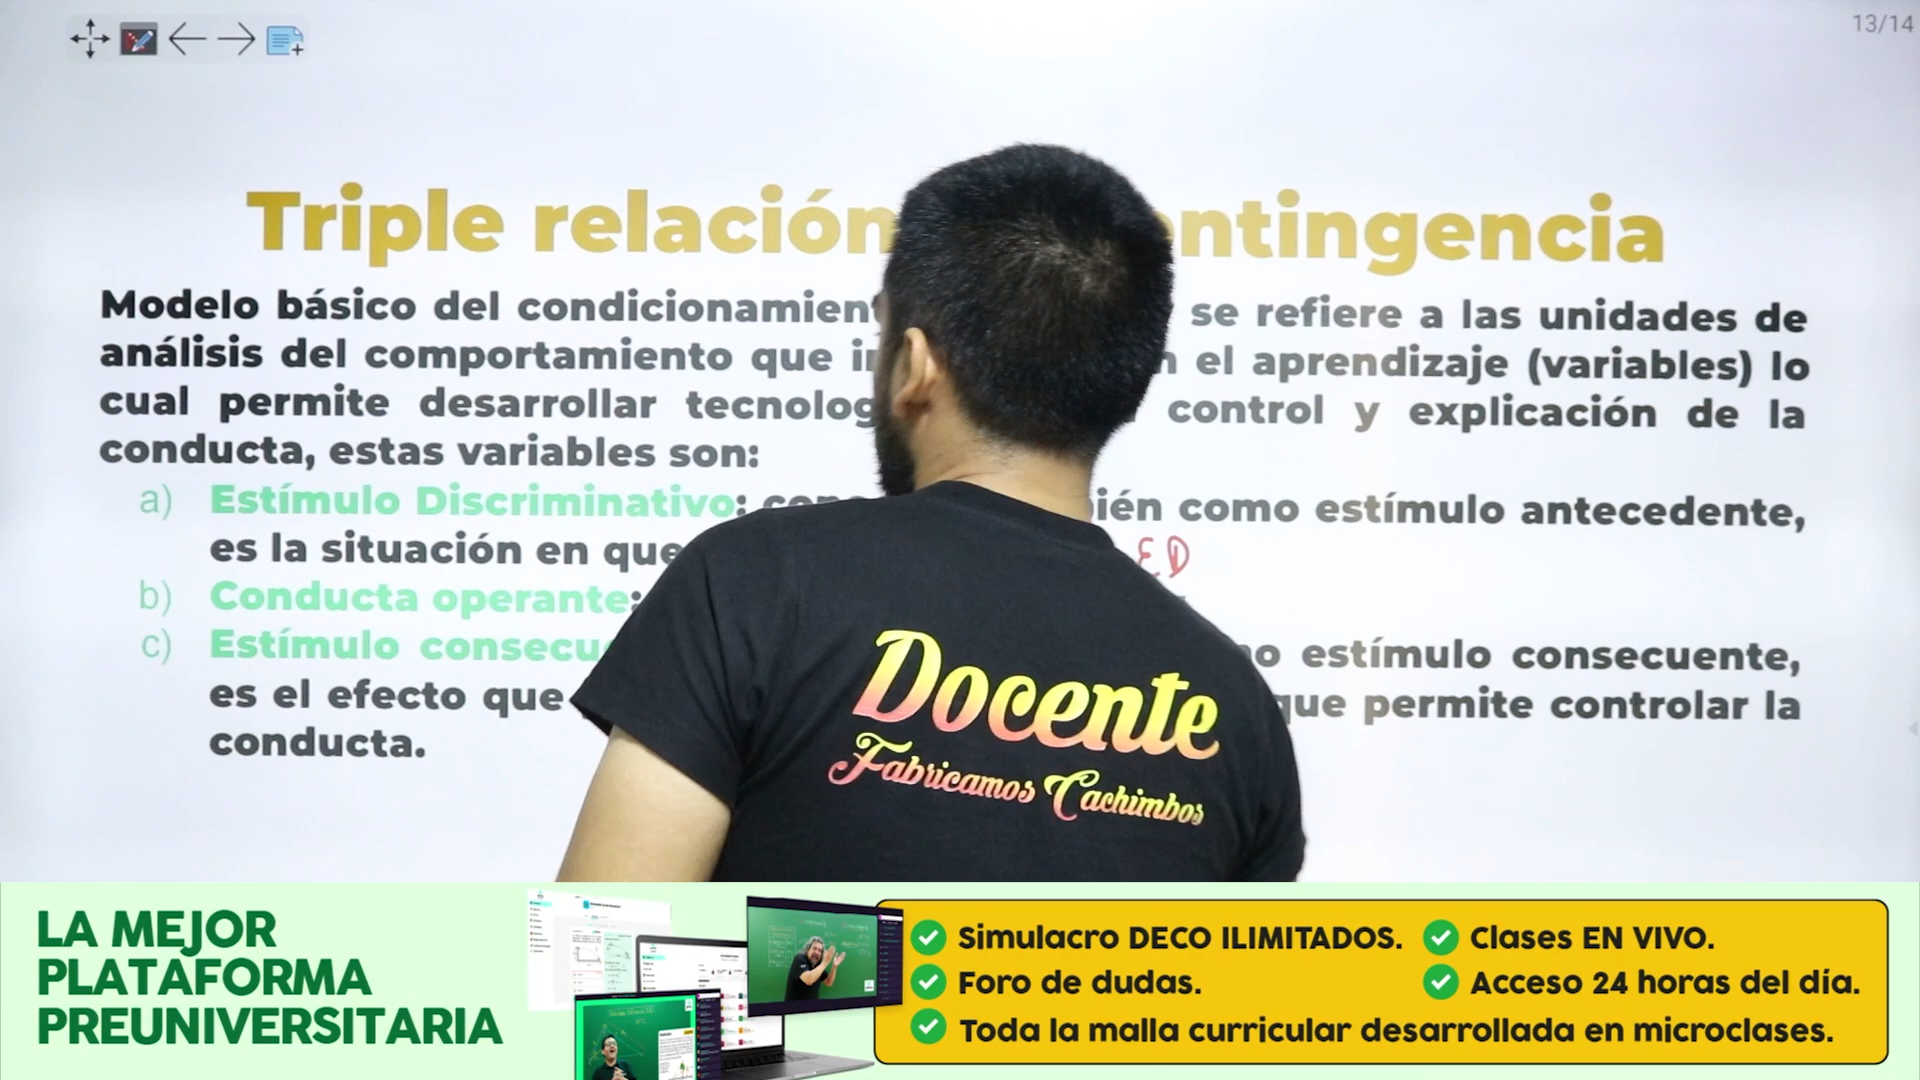 13/14
Triple relación ntingencia
Modelo básico del condicionamien se refiere a las unidades de
análisis del comportamiento que in el aprendizaje (variables) lo
cual permite desarrollar tecnolog control y explicación de la
conducta, estas variables son:
a) Estímulo Discriminativo: ién como estímulo antecedente,
es la situación en que
ED
b) Conducta operante:
c) Estímulo consecu o estímulo consecuente,
es el efecto que que permite controlar la
conducta.
Docente
Fabricamos Cachimbos
LA MEJOR
PLATAFORMA
PREUNIVERSITARIA
Simulacro DECO ILIMITADOS.
Clases EN VIVO.
Foro de dudas.
Acceso 24 horas del día.
Toda la malla curricular desarrollada en microclases.